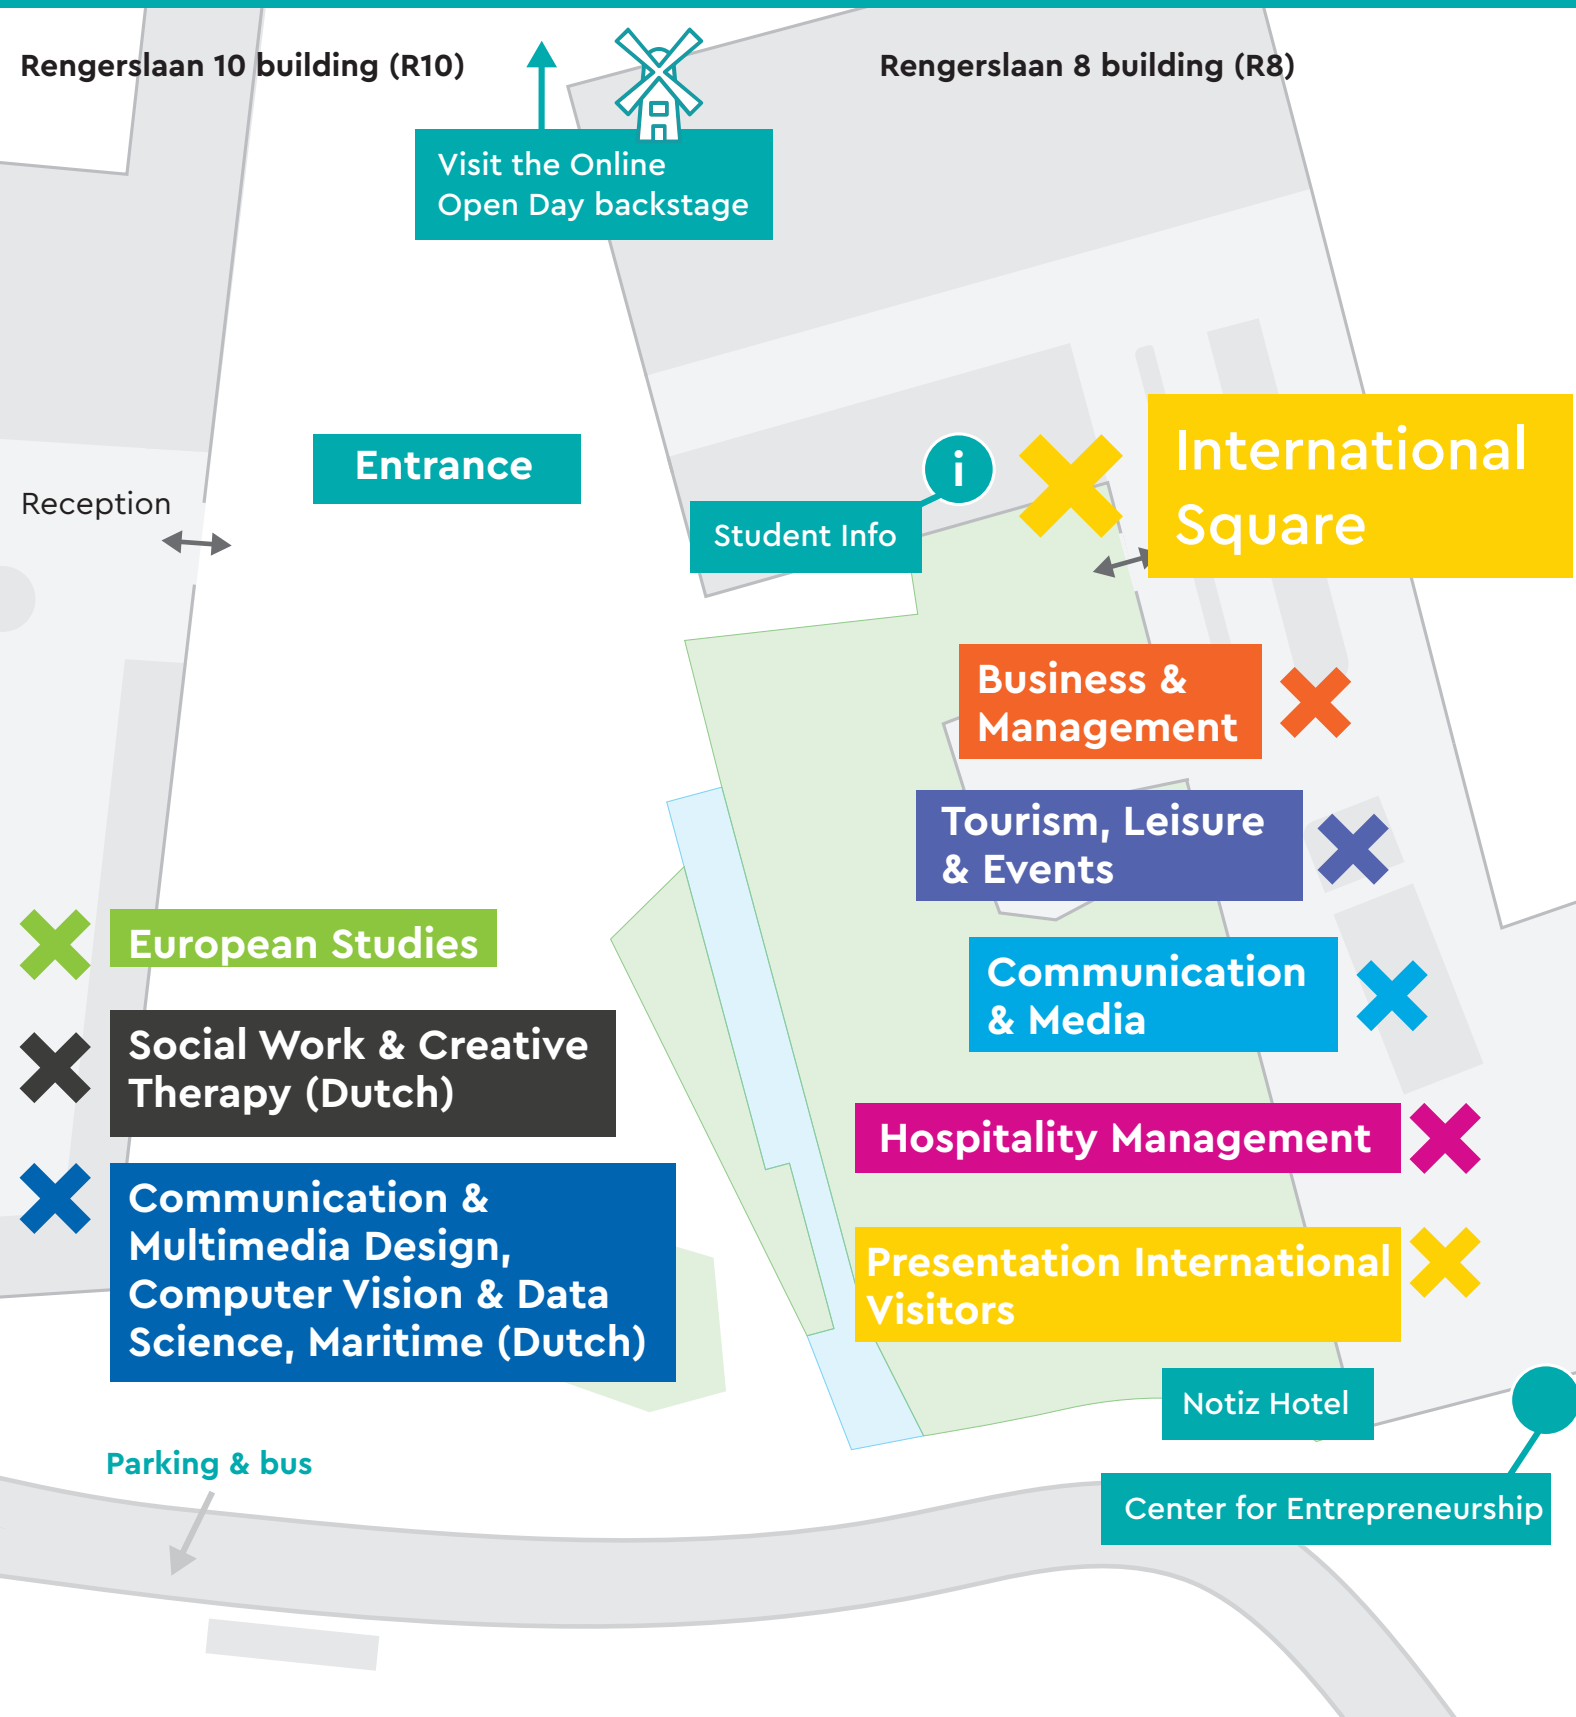 Rengerslaan 10 building (R10)
Rengerslaan 8 building (R8)
Visit the Online
Open Day backstage
Entrance
International
Square
i
Reception
Student Info
Business &
Management
Tourism, Leisure
& Events
European Studies
Communication
& Media
Social Work & Creative
Therapy (Dutch)
Hospitality Management
Communication &
Multimedia Design,
Computer Vision & Data
Science, Maritime (Dutch)
Presentation International
Visitors
Notiz Hotel
Parking & bus
Center for Entrepreneurship